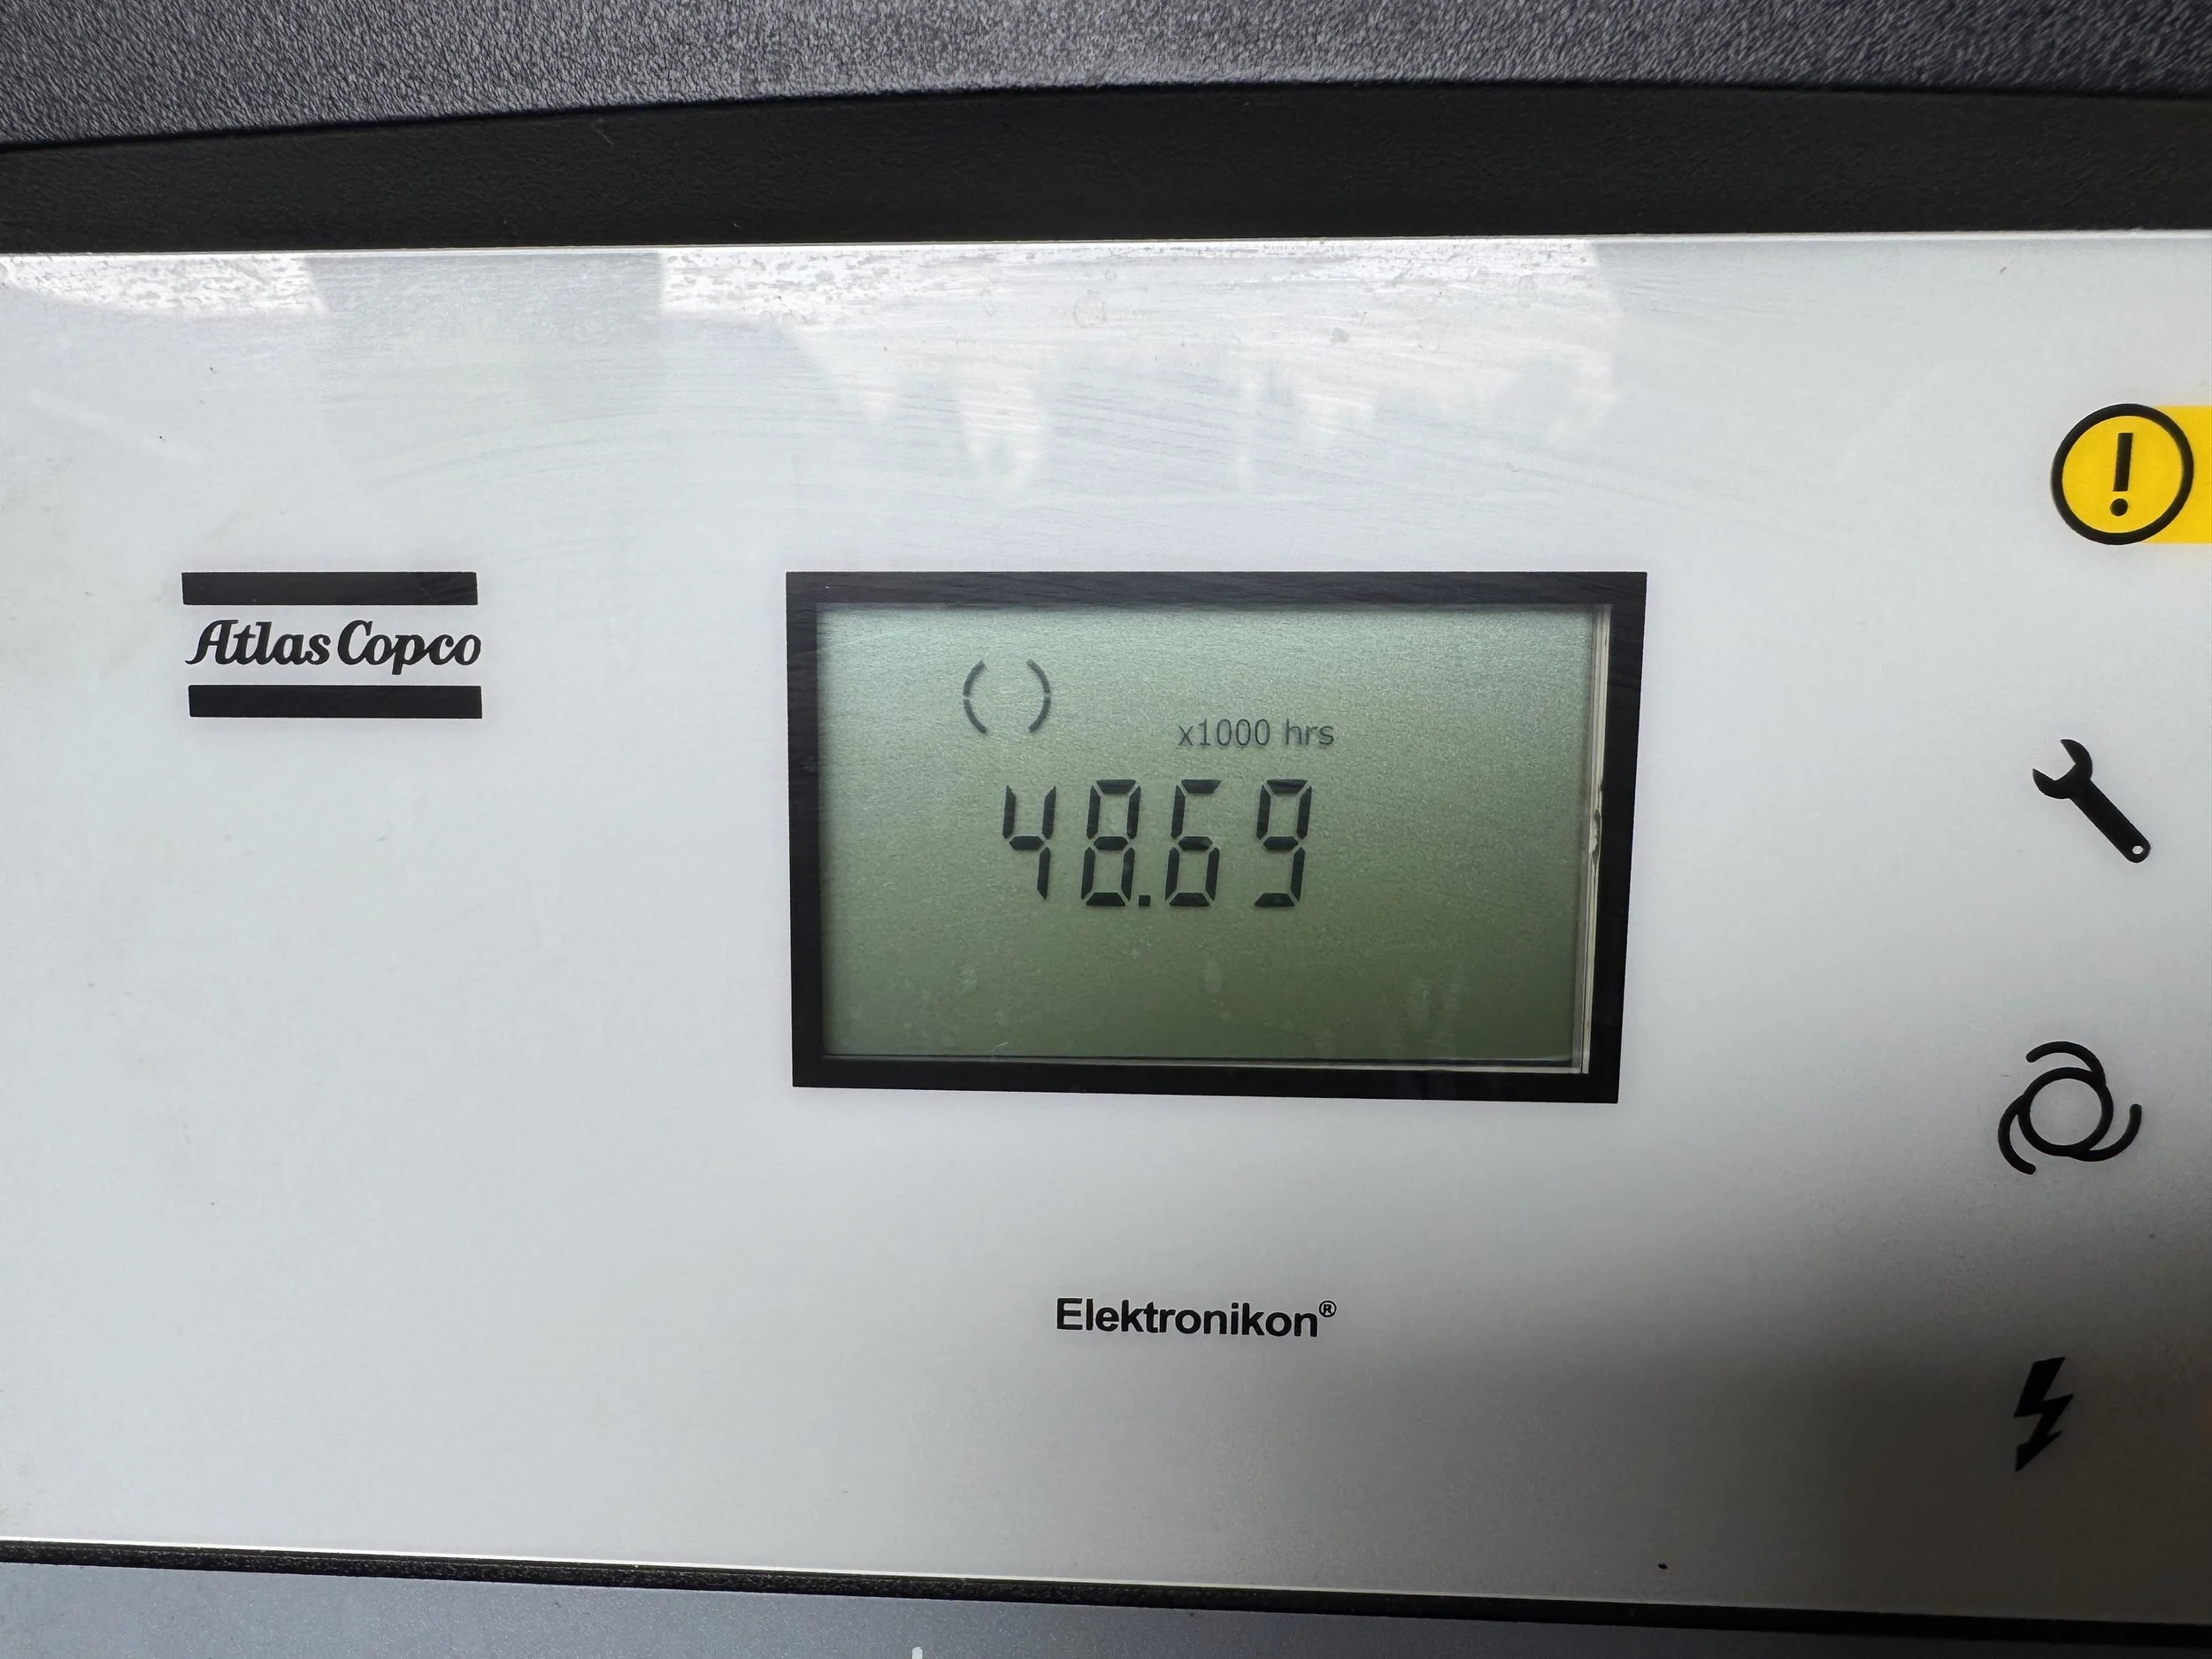 Atlas Copco
x1000 hrs
48.69
Elektronikon®